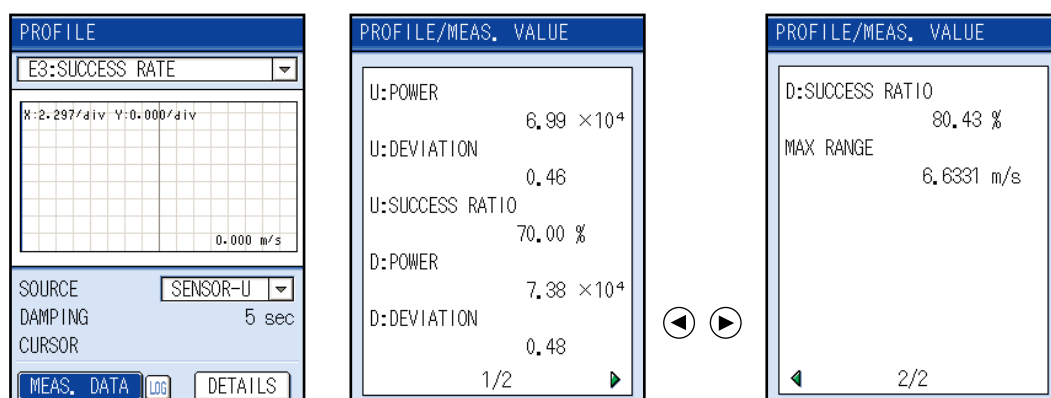 PROFILE
E3:SUCCESS RATE
X:2.297/div Y:0.000/div
0.000 m/s
SOURCE SENSOR-U
DAMPING 5 sec
CURSOR
MEAS. DATA LOG DETAILS
PROFILE/MEAS. VALUE
U:POWER
6.99 ×10⁴
U:DEVIATION
0.46
U:SUCCESS RATIO
70.00 %
D:POWER
7.38 ×10⁴
D:DEVIATION
0.48
1/2
PROFILE/MEAS. VALUE
D:SUCCESS RATIO
80.43 %
MAX RANGE
6.6331 m/s
2/2